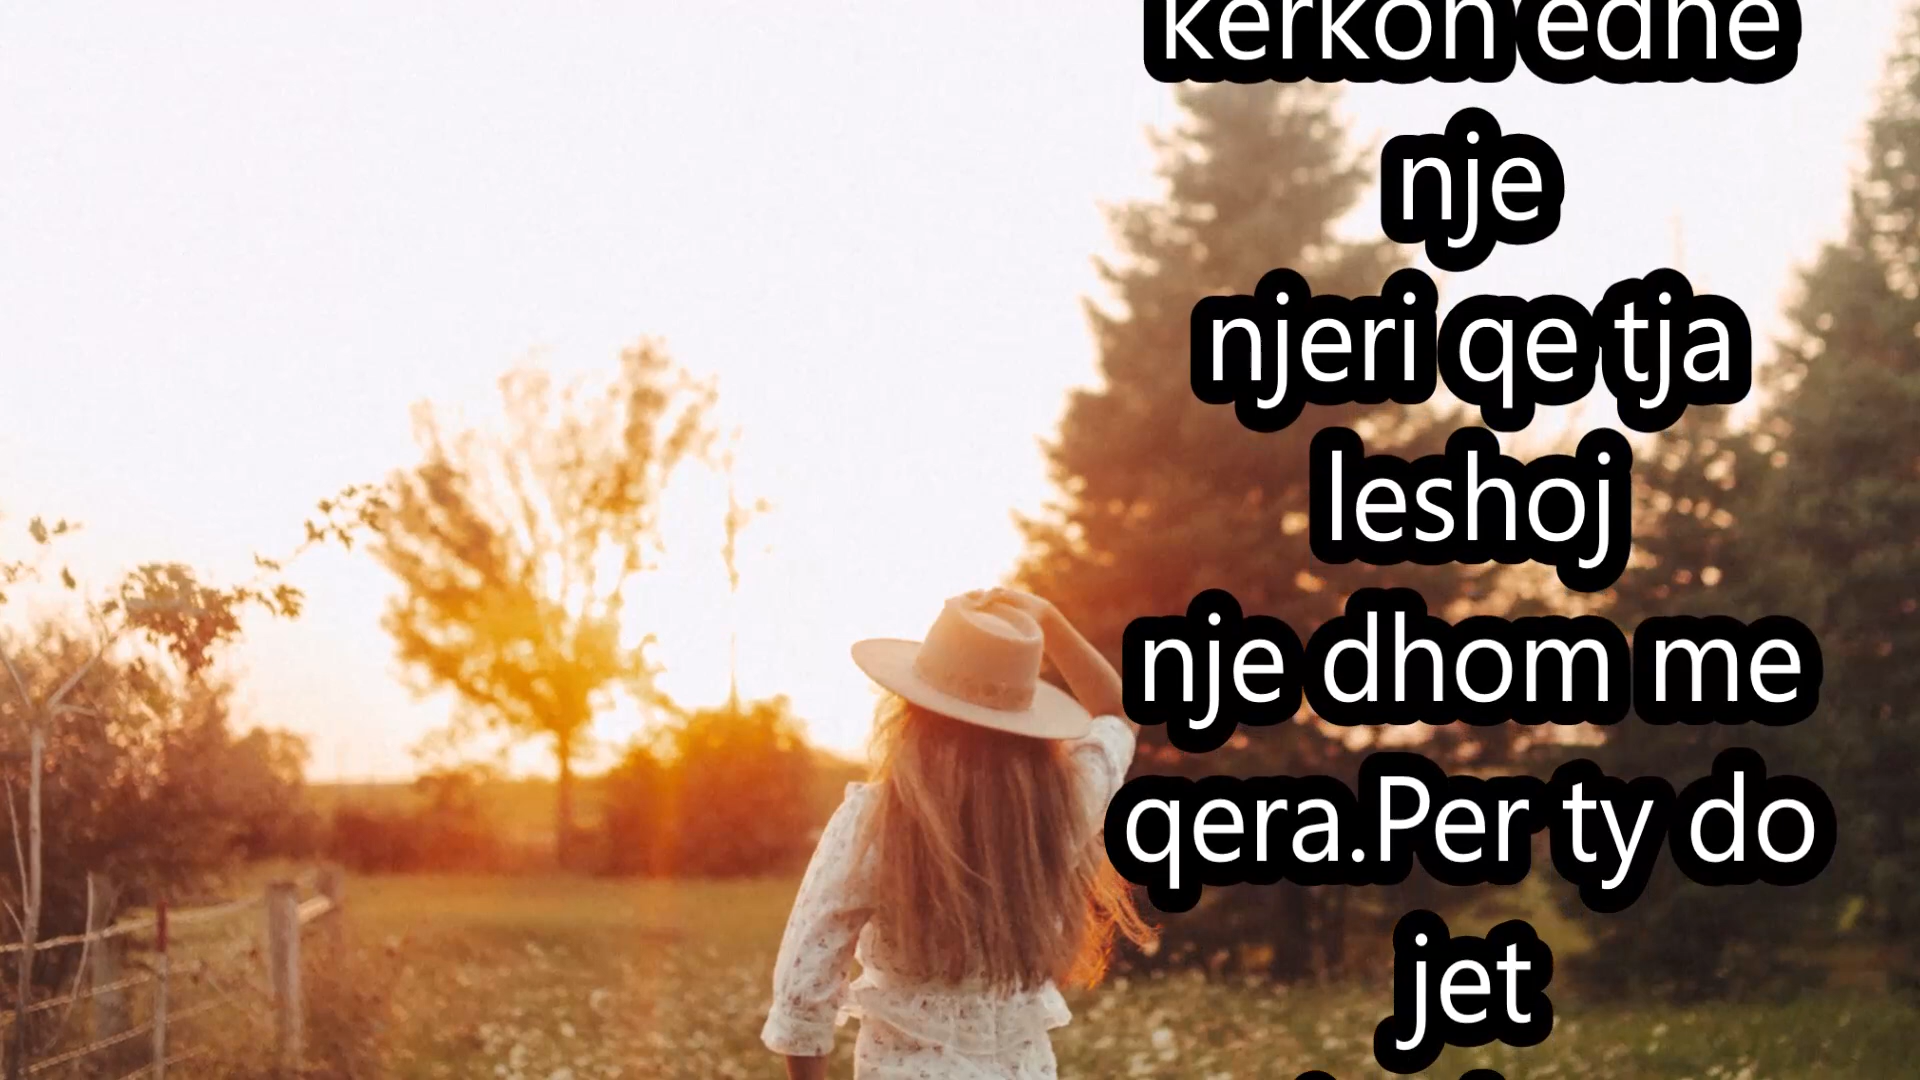 kerkon edhe
nje
njeri qe tja
leshoj
nje dhom me
qera.Per ty do
jet